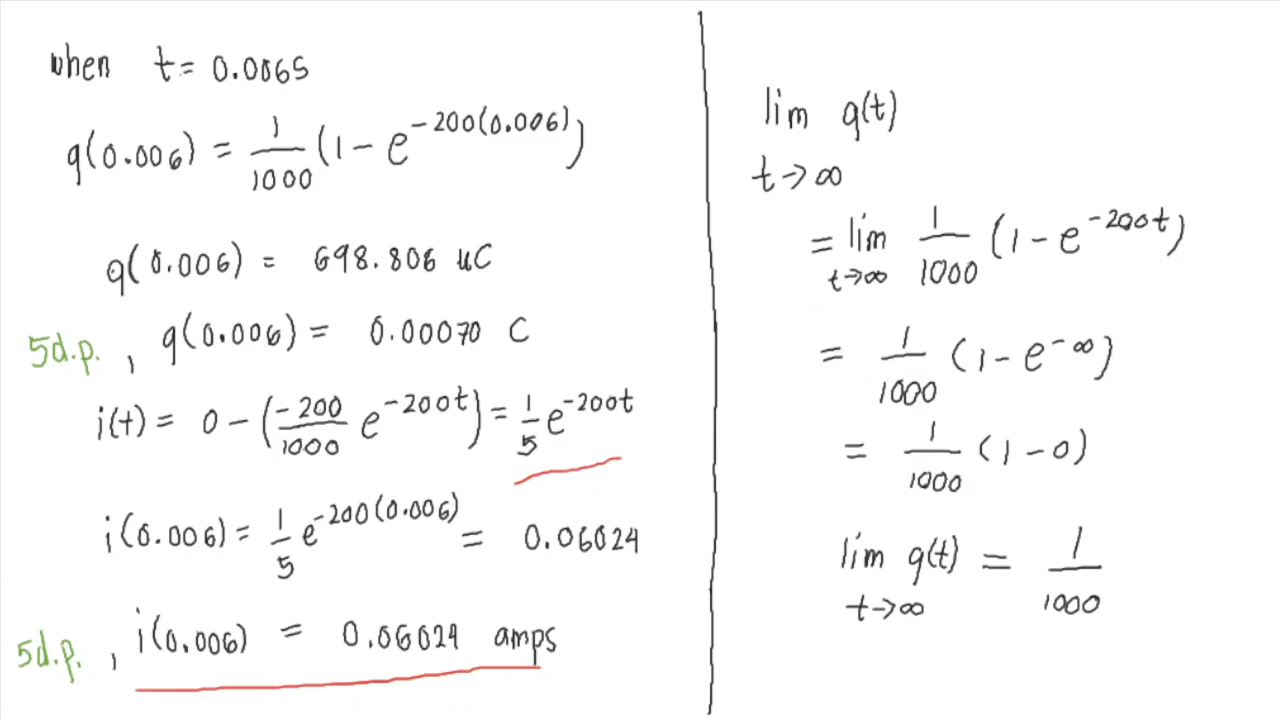 when t = 0.006s
q(0.006) = 1/1000 (1 - e^{-200(0.006)})
q(0.006) = 698.806 uC
5d.p. , q(0.006) = 0.00070 C
i(t) = 0 - (-200/1000 e^{-200t}) = 1/5 e^{-200t}
i(0.006) = 1/5 e^{-200(0.006)} = 0.06024
5d.p. , i(0.006) = 0.06024 amps
lim q(t)
t→∞
= lim t→∞ 1/1000 (1 - e^{-200t})
= 1/1000 (1 - e^{-∞})
= 1/1000 (1 - 0)
lim q(t) = 1/1000
t→∞